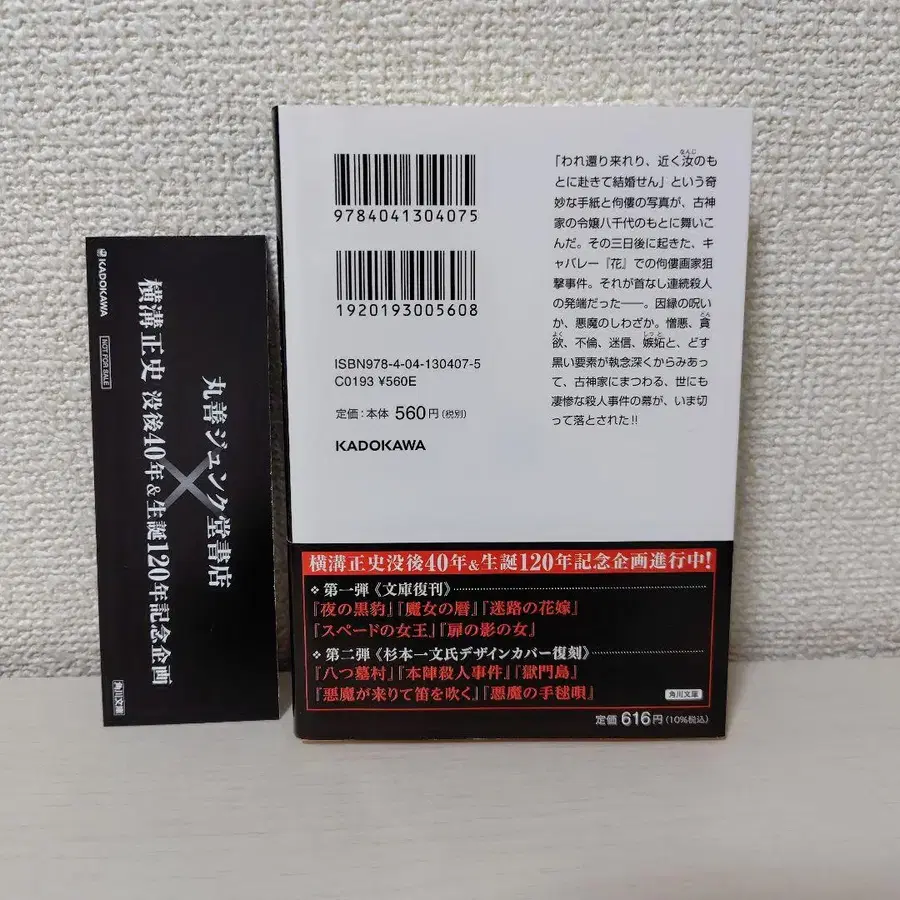 KADOKAWA
NOT FOR SALE
横溝正史 没後40年&生誕120年記念企画
×
丸善ジュンク堂書店
角川文庫
9784041304075
1920193005608
ISBN978-4-04-130407-5
C0193 ¥560E
定価:本体 560円(税別)
KADOKAWA
「われ還り来れり、近く汝のも
とに赴きて結婚せん」という奇
妙な手紙と佝僂の写真が、古神
家の令嬢八千代のもとに舞いこ
んだ。その三日後に起きた、キ
ャバレー『花』での佝僂画家狙
撃事件。それが首なし連続殺人
の発端だった――。因縁の呪い
か、悪魔のしわざか。憎悪、貪
欲、不倫、迷信、嫉妬と、どす
黒い要素が執念深くからみあっ
て、古神家にまつわる、世にも
凄惨な殺人事件の幕が、いま切
って落とされた!!
横溝正史没後40年&生誕120年記念企画進行中!
❖ 第一弾《文庫復刊》
『夜の黒豹』『魔女の暦』『迷路の花嫁』
『スペードの女王』『扉の影の女』
❖ 第二弾《杉本一文氏デザインカバー復刻》
『八つ墓村』『本陣殺人事件』『獄門島』
『悪魔が来りて笛を吹く』『悪魔の手毬唄』
角川文庫
定価 616円(10%税込)